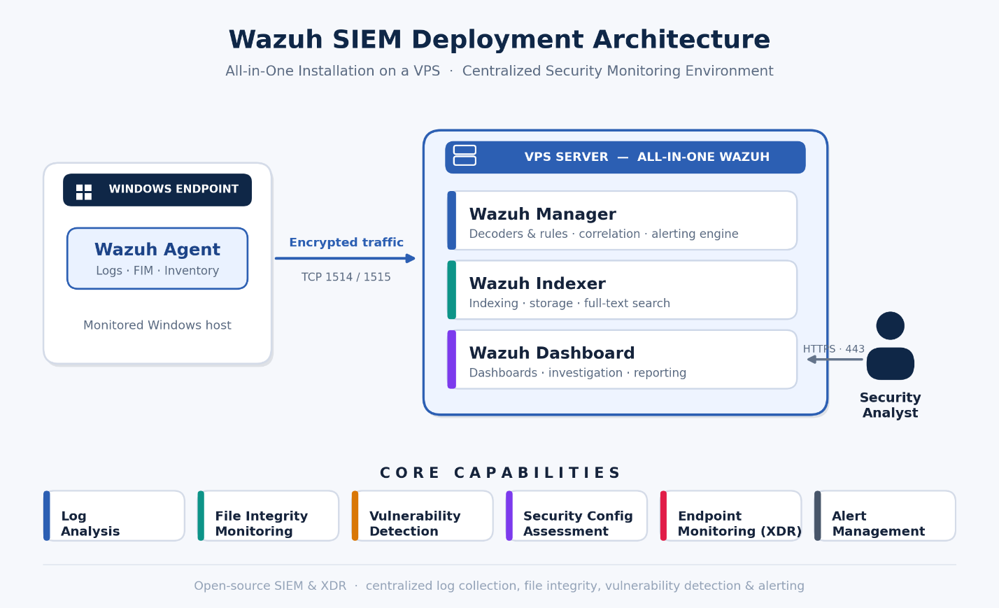 Wazuh SIEM Deployment Architecture
All-in-One Installation on a VPS · Centralized Security Monitoring Environment
WINDOWS ENDPOINT
Wazuh Agent
Logs · FIM · Inventory
Monitored Windows host
Encrypted traffic
TCP 1514 / 1515
VPS SERVER — ALL-IN-ONE WAZUH
Wazuh Manager
Decoders & rules · correlation · alerting engine
Wazuh Indexer
Indexing · storage · full-text search
Wazuh Dashboard
Dashboards · investigation · reporting
HTTPS · 443
Security
Analyst
CORE CAPABILITIES
Log
Analysis
File Integrity
Monitoring
Vulnerability
Detection
Security Config
Assessment
Endpoint
Monitoring (XDR)
Alert
Management
Open-source SIEM & XDR · centralized log collection, file integrity, vulnerability detection & alerting